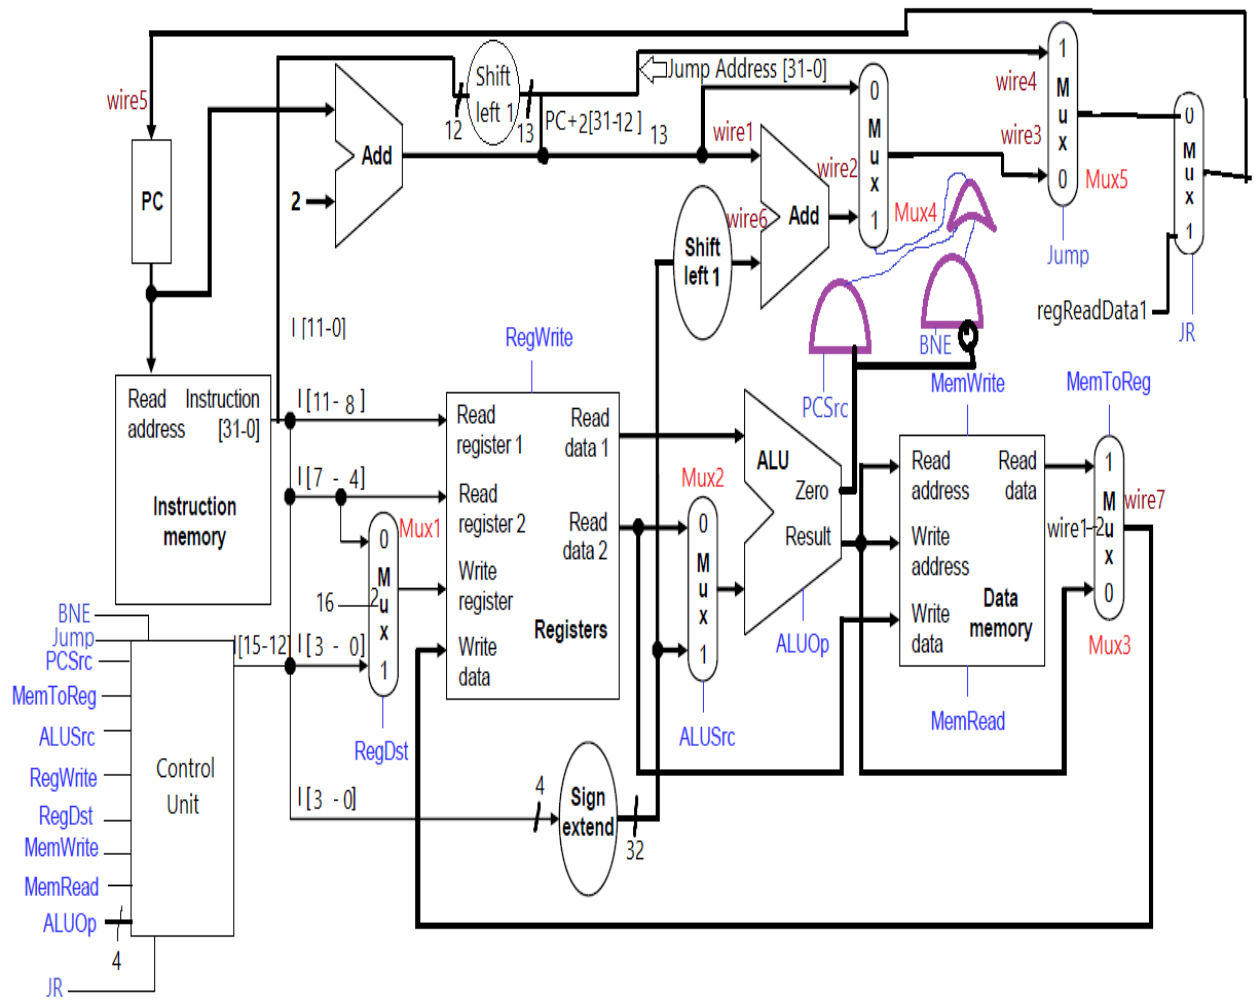 wire5
Shift
left 1
12
13
Jump Address [31-0]
PC+2[31-12 ]
13
wire1
wire2
0
M
u
x
1
Mux4
wire4
wire3
1
M
u
x
0
Mux5
Jump
0
M
u
x
1
JR
regReadData1
PC
2
Add
Shift
left 1
wire6
Add
PCSrc
BNE
I [11-0]
Read
address
Instruction
[31-0]
Instruction
memory
I [11- 8 ]
I [7 - 4]
Mux1
0
M
u
x
1
16
2
I[15-12]
I [3 - 0]
RegDst
RegWrite
Read
register 1
Read
data 1
Read
register 2
Read
data 2
Write
register
Write
data
Registers
Mux2
0
M
u
x
1
ALUSrc
ALU
Zero
Result
ALUOp
MemWrite
Read
address
Read
data
Write
address
Write
data
Data
memory
MemRead
MemToReg
1
M
u
x
0
wire1-2
wire7
Mux3
I [3 - 0]
4
Sign
extend
32
BNE
Jump
PCSrc
MemToReg
ALUSrc
RegWrite
RegDst
MemWrite
MemRead
ALUOp
4
JR
Control
Unit